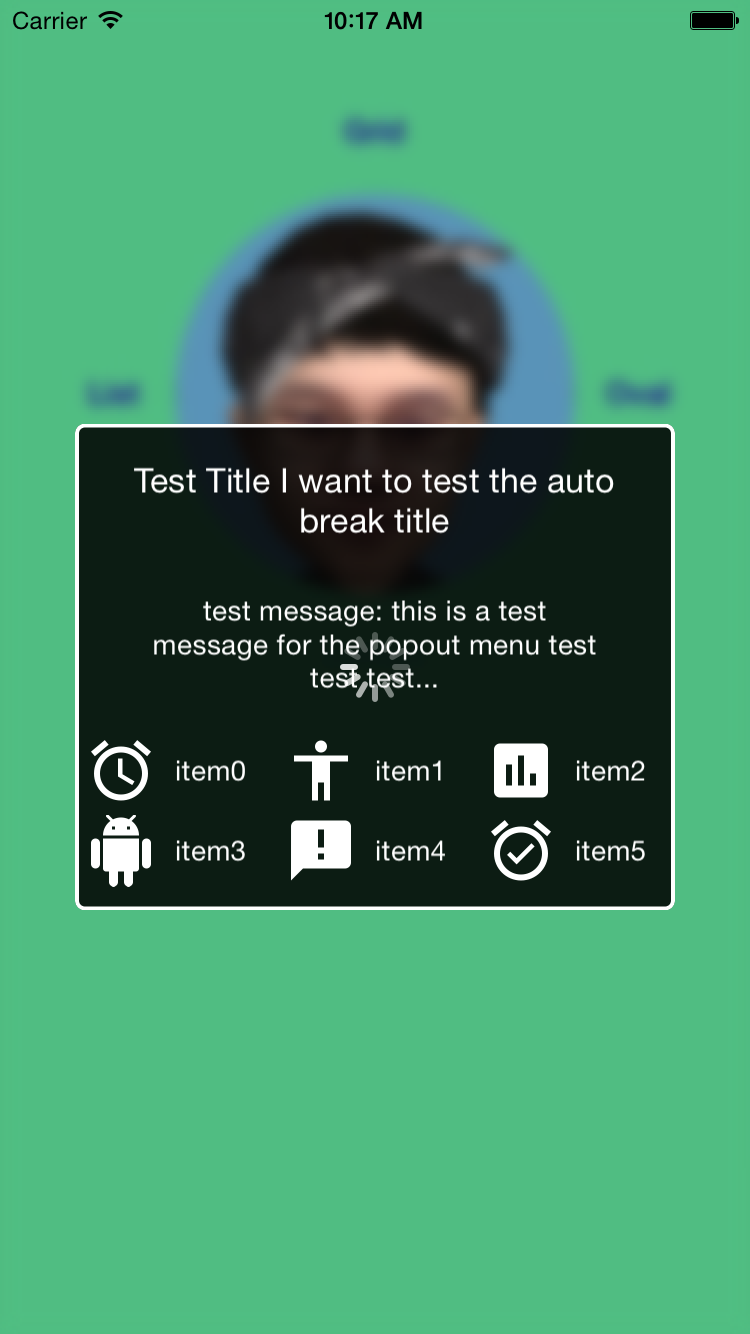 Carrier 10:17 AM
Grid
List Oval
Test Title I want to test the auto
break title
test message: this is a test
message for the popout menu test
test test...
item0 item1 item2
item3 item4 item5